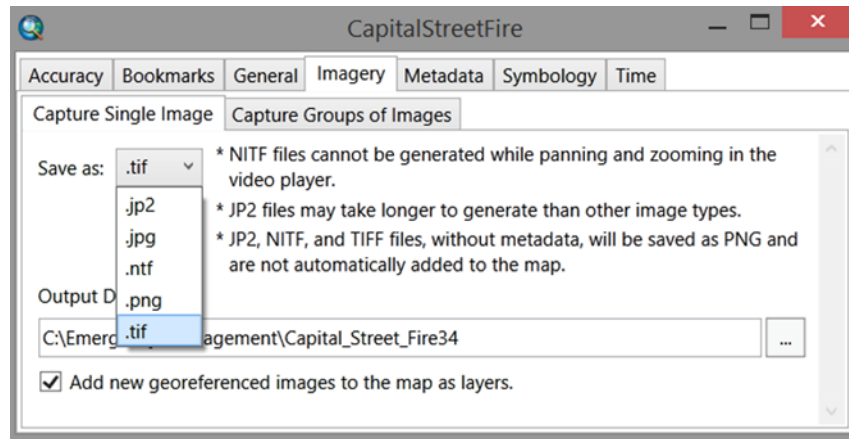 CapitalStreetFire
Accuracy Bookmarks General Imagery Metadata Symbology Time
Capture Single Image Capture Groups of Images
Save as: .tif
* NITF files cannot be generated while panning and zooming in the
video player.
* JP2 files may take longer to generate than other image types.
* JP2, NITF, and TIFF files, without metadata, will be saved as PNG and
are not automatically added to the map.
.jp2
.jpg
.ntf
.png
.tif
Output D
C:\Emerg agement\Capital_Street_Fire34 ...
Add new georeferenced images to the map as layers.